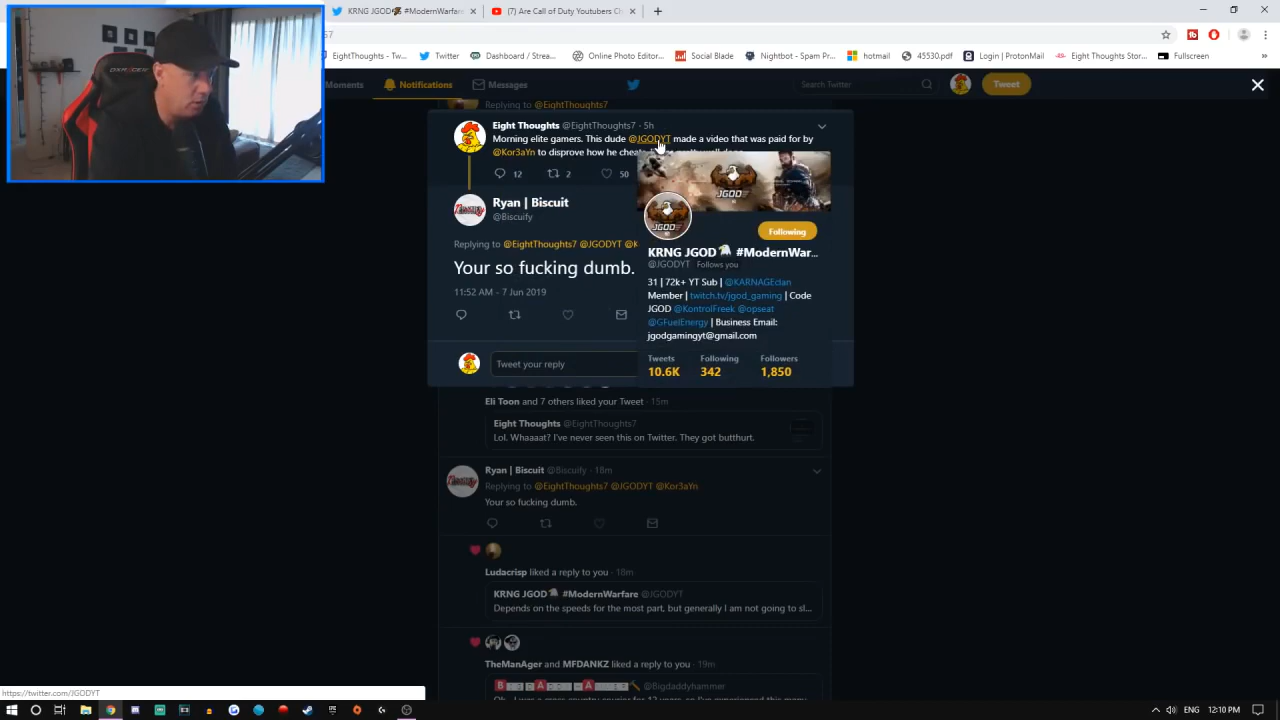 KRNG JGOD #ModernWarfar
(7) Are Call of Duty Youtubers Ch
EightThoughts - Tw...
Twitter
Dashboard / Strea...
Online Photo Editor...
Social Blade
Nightbot - Spam Pr...
hotmail
45530.pdf
Login | ProtonMail
Eight Thoughts Stor...
Fullscreen
Moments
Notifications
Messages
Search Twitter
Tweet
Replying to @EightThoughts7
Eight Thoughts @EightThoughts7 · 5h
Morning elite gamers. This dude @JGODYT made a video that was paid for by
@Kor3aYn to disprove how he cheats
12 2 50
JGOD
JGOD
Following
Ryan | Biscuit
@Biscuify
KRNG JGOD #ModernWar...
@JGODYT Follows you
Replying to @EightThoughts7 @JGODYT @K
Your so fucking dumb.
11:52 AM - 7 Jun 2019
31 | 72k+ YT Sub | @KARNAGEclan
Member | twitch.tv/jgod_gaming | Code
JGOD @KontrolFreek @opseat
@GFuelEnergy | Business Email:
jgodgamingyt@gmail.com
Tweets Following Followers
10.6K 342 1,850
Tweet your reply
Eli Toon and 7 others liked your Tweet · 15m
Eight Thoughts @EightThoughts7
Lol. Whaaaat? I've never seen this on Twitter. They got butthurt.
Ryan | Biscuit @Biscuify · 18m
Replying to @EightThoughts7 @JGODYT @Kor3aYn
Your so fucking dumb.
Ludacrisp liked a reply to you · 18m
KRNG JGOD #ModernWarfare @JGODYT
Depends on the speeds for the most part, but generally I am not going to sl...
TheManAger and MFDANKZ liked a reply to you · 19m
@Bigdaddyhammer
https://twitter.com/JGODYT
12:10 PM